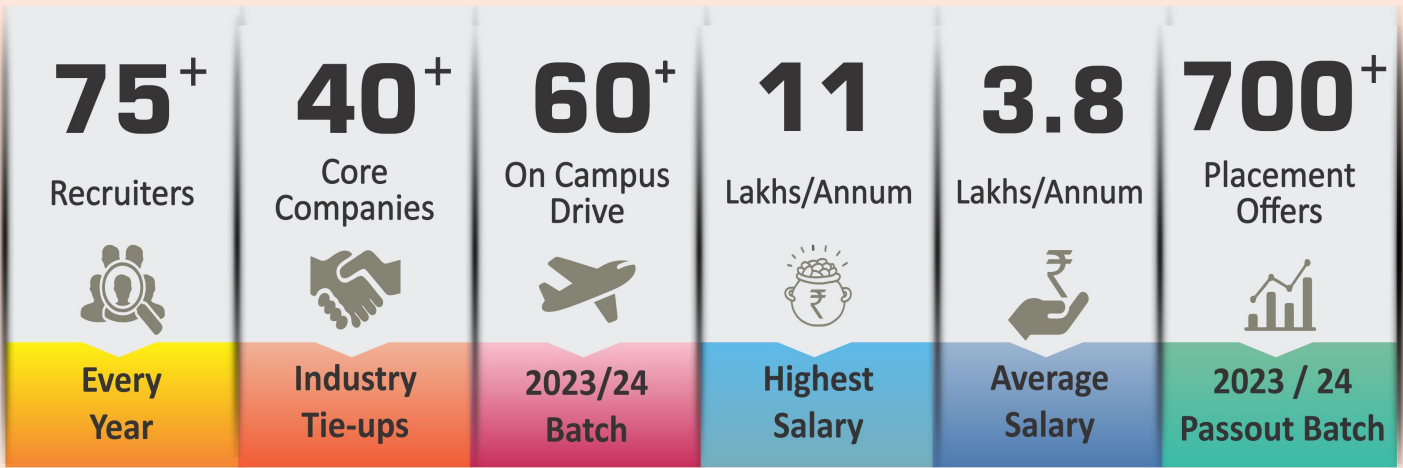 75+
Recruiters
Every
Year
40+
Core
Companies
Industry
Tie-ups
60+
On Campus
Drive
2023/24
Batch
11
Lakhs/Annum
₹
Highest
Salary
3.8
Lakhs/Annum
₹
Average
Salary
700+
Placement
Offers
2023 / 24
Passout Batch